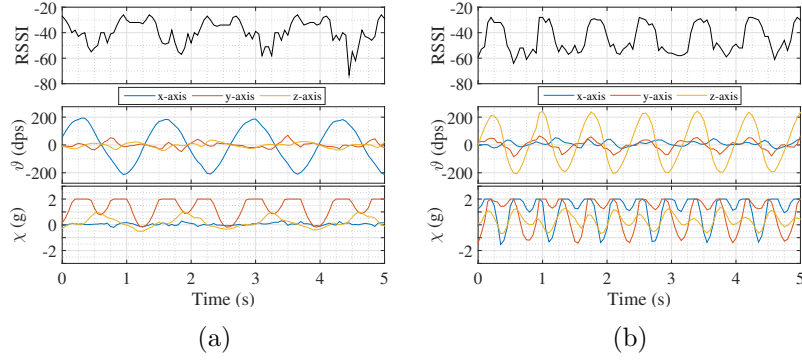 -20
-40
-60
-80
RSSI
x-axis y-axis z-axis
200
0
-200
ϑ (dps)
2
0
-2
χ (g)
0 1 2 3 4 5
Time (s)
(a)
-20
-40
-60
-80
RSSI
x-axis y-axis z-axis
200
0
-200
,ϑ (dps)
2
0
-2
χ (g)
0 1 2 3 4 5
Time (s)
(b)